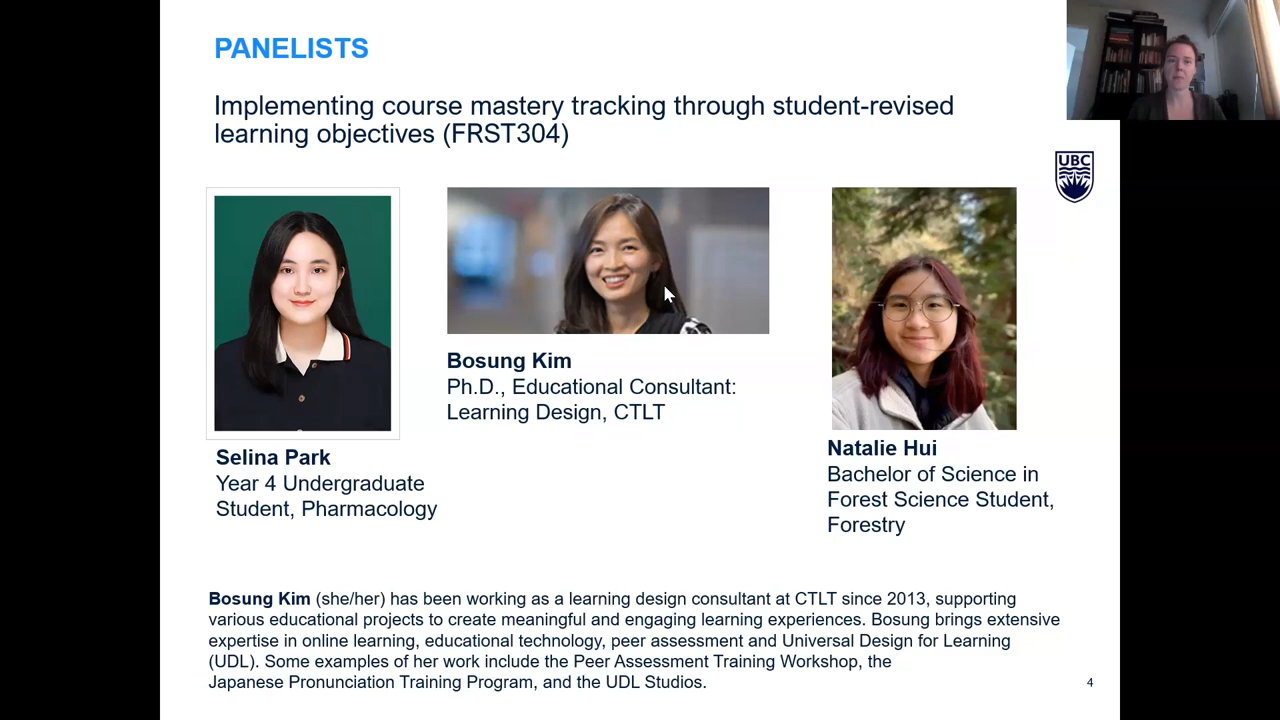 PANELISTS
Implementing course mastery tracking through student-revised
learning objectives (FRST304)
UBC
Bosung Kim
Ph.D., Educational Consultant:
Learning Design, CTLT
Selina Park
Year 4 Undergraduate
Student, Pharmacology
Natalie Hui
Bachelor of Science in
Forest Science Student,
Forestry
Bosung Kim (she/her) has been working as a learning design consultant at CTLT since 2013, supporting
various educational projects to create meaningful and engaging learning experiences. Bosung brings extensive
expertise in online learning, educational technology, peer assessment and Universal Design for Learning
(UDL). Some examples of her work include the Peer Assessment Training Workshop, the
Japanese Pronunciation Training Program, and the UDL Studios.
4